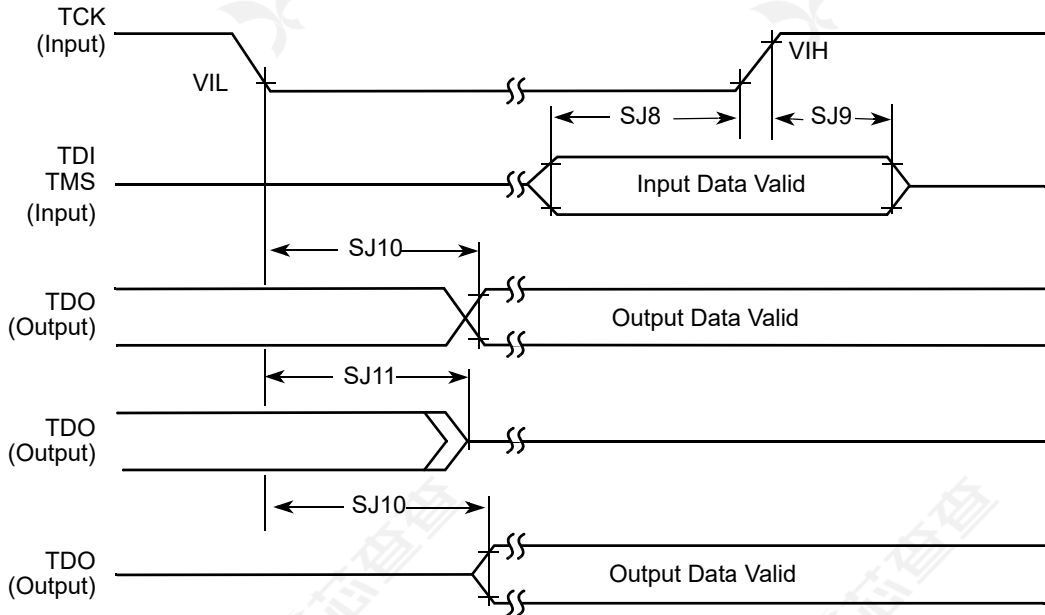 TCK
(Input)
VIL
VIH
SJ8
SJ9
TDI
TMS
(Input)
Input Data Valid
SJ10
TDO
(Output)
Output Data Valid
SJ11
TDO
(Output)
SJ10
TDO
(Output)
Output Data Valid